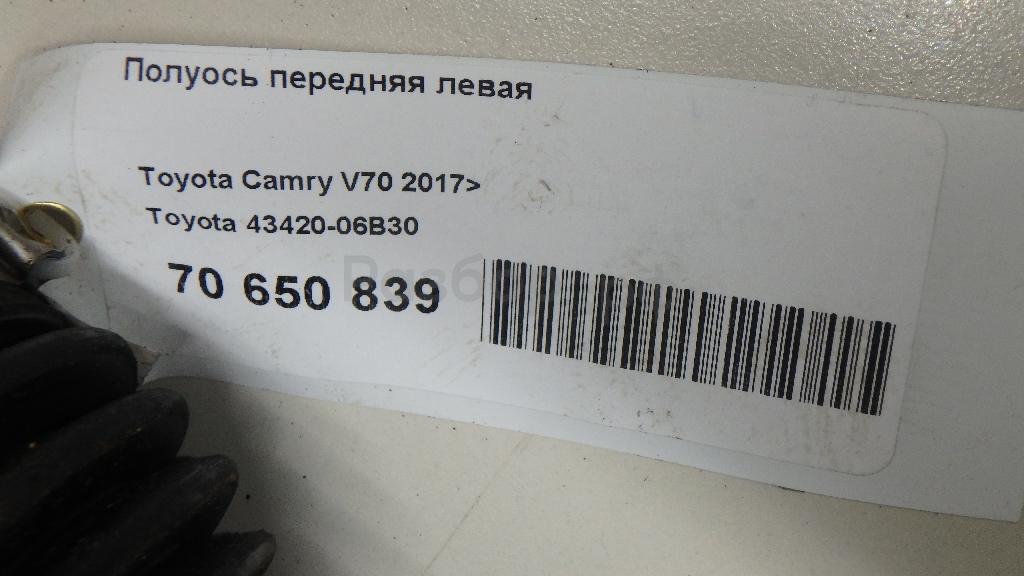 Полуось передняя левая
Toyota Camry V70 2017>
Toyota 43420-06B30
70 650 839